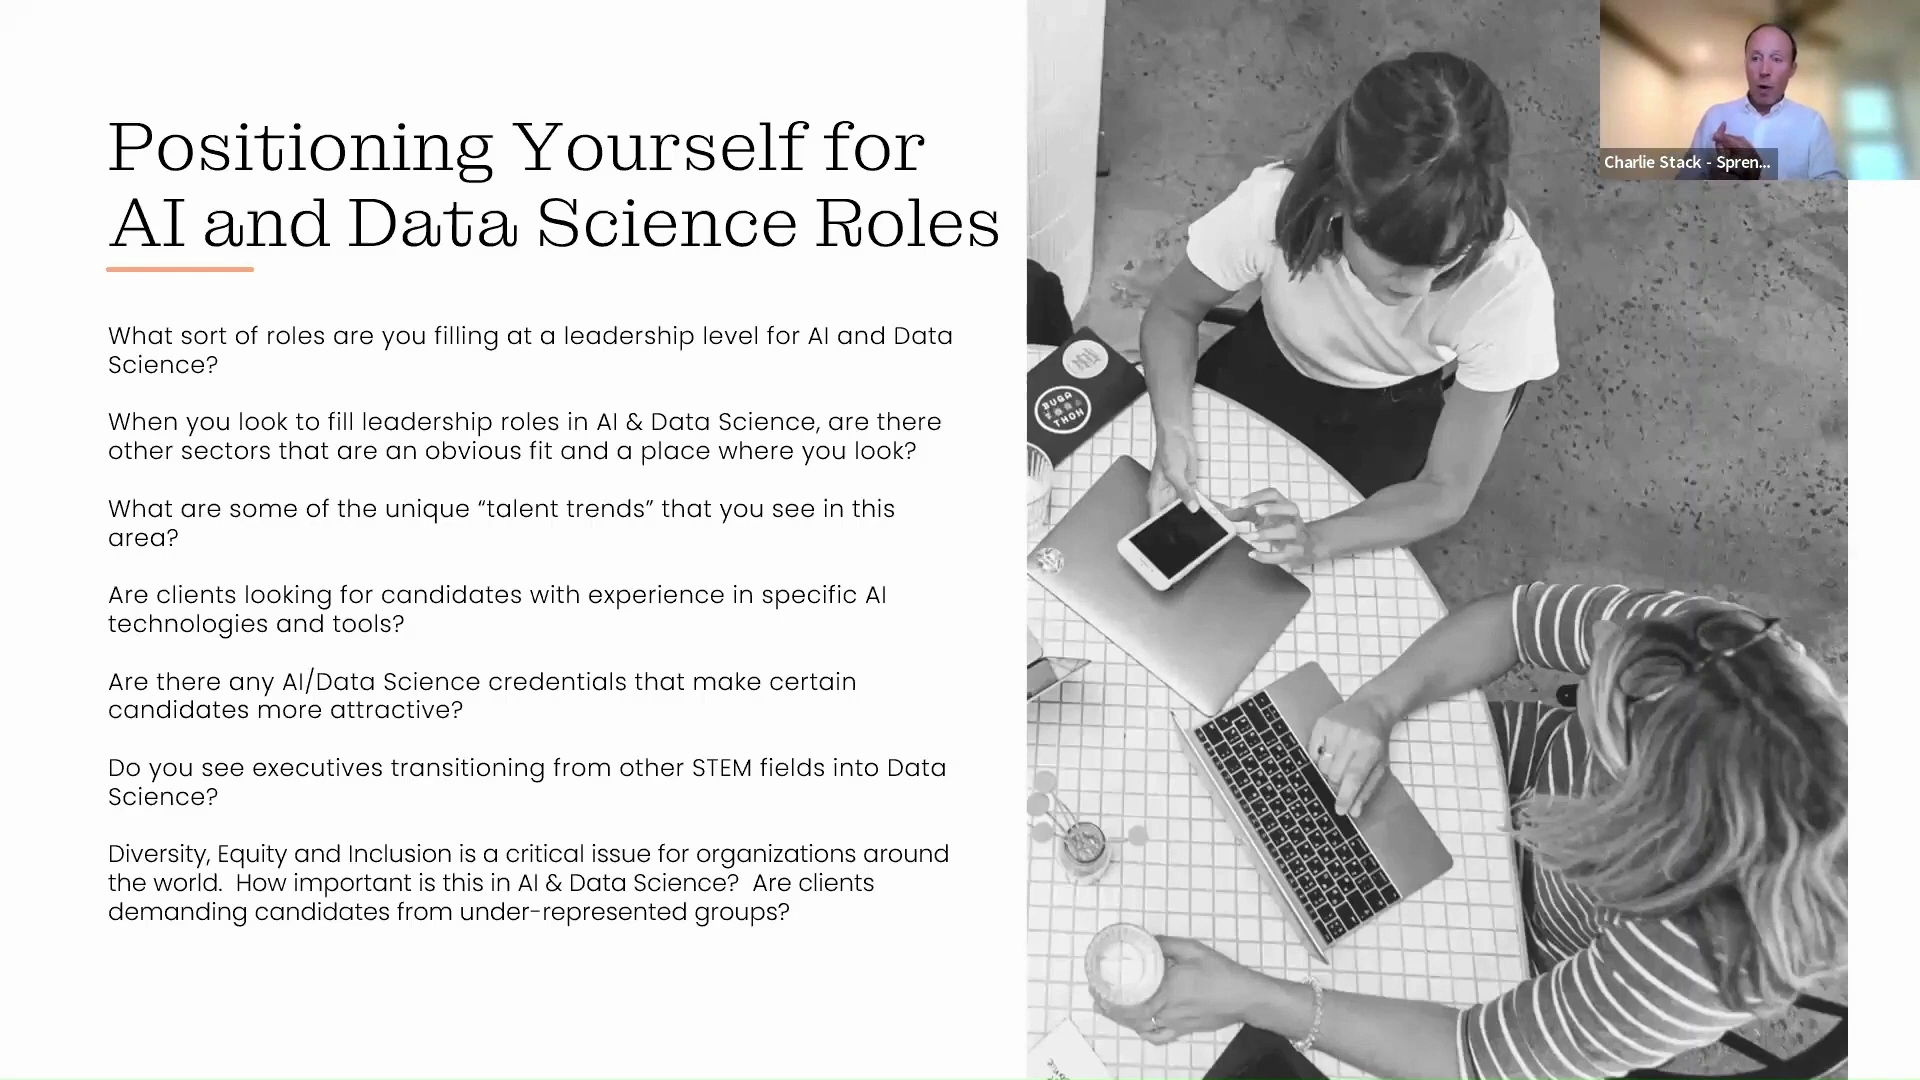 Positioning Yourself for
AI and Data Science Roles
What sort of roles are you filling at a leadership level for AI and Data
Science?
When you look to fill leadership roles in AI & Data Science, are there
other sectors that are an obvious fit and a place where you look?
What are some of the unique “talent trends” that you see in this
area?
Are clients looking for candidates with experience in specific AI
technologies and tools?
Are there any AI/Data Science credentials that make certain
candidates more attractive?
Do you see executives transitioning from other STEM fields into Data
Science?
Diversity, Equity and Inclusion is a critical issue for organizations around
the world.  How important is this in AI & Data Science?  Are clients
demanding candidates from under-represented groups?
Charlie Stack - Spren...
BUGA
THON